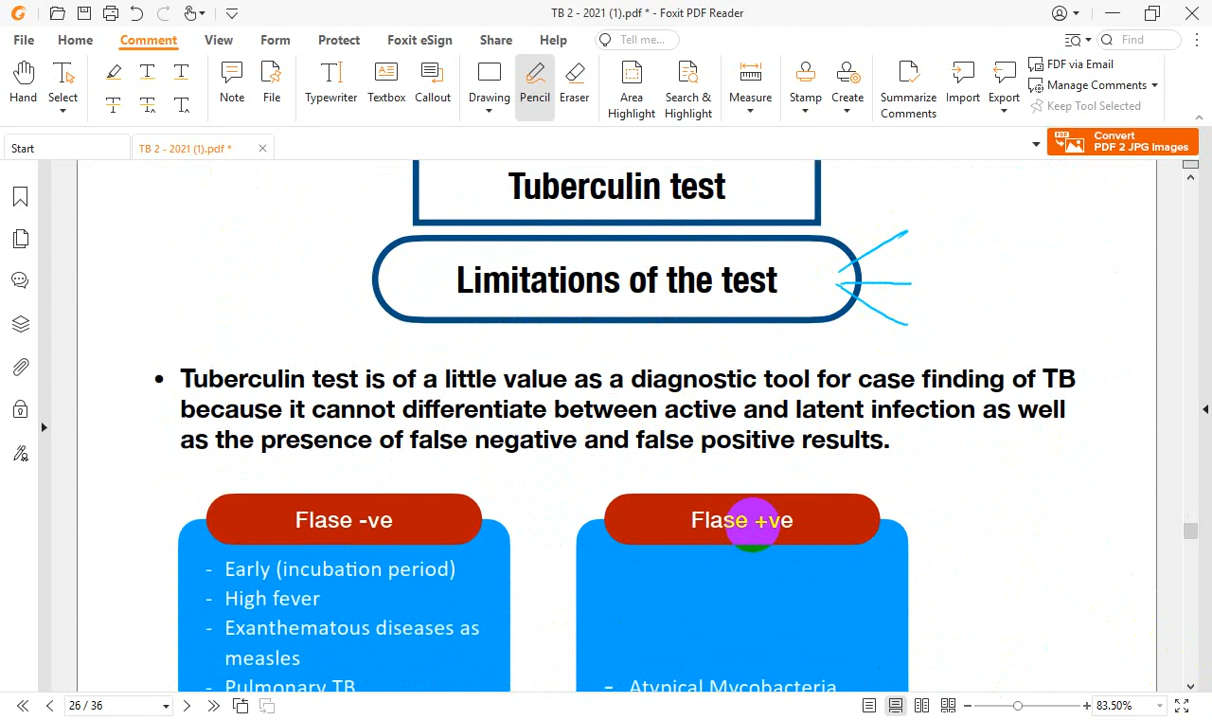 TB 2 - 2021 (1).pdf * - Foxit PDF Reader
File Home Comment View Form Protect Foxit eSign Share Help Tell me... Find
Hand Select Note File Typewriter Textbox Callout Drawing Pencil Eraser Area Highlight Search & Highlight Measure Stamp Create Summarize Comments Import Export
FDF via Email
Manage Comments
Keep Tool Selected
Start TB 2 - 2021 (1).pdf *
Convert
PDF 2 JPG Images
Tuberculin test
Limitations of the test
• Tuberculin test is of a little value as a diagnostic tool for case finding of TB
because it cannot differentiate between active and latent infection as well
as the presence of false negative and false positive results.
Flase -ve
- Early (incubation period)
- High fever
- Exanthematous diseases as
measles
- Pulmonary TB
Flase +ve
- Atypical Mycobacteria
26 / 36
83.50%